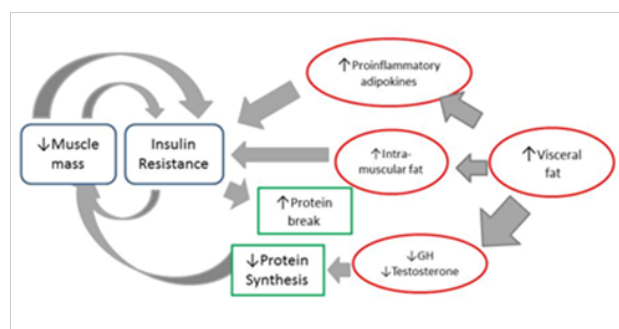 ↑Proinflammatory
adipokines
↓Muscle
mass
Insulin
Resistance
↑Intra-
muscular fat
↑Visceral
fat
↑Protein
break
↓Protein
Synthesis
↓GH
↓Testosterone